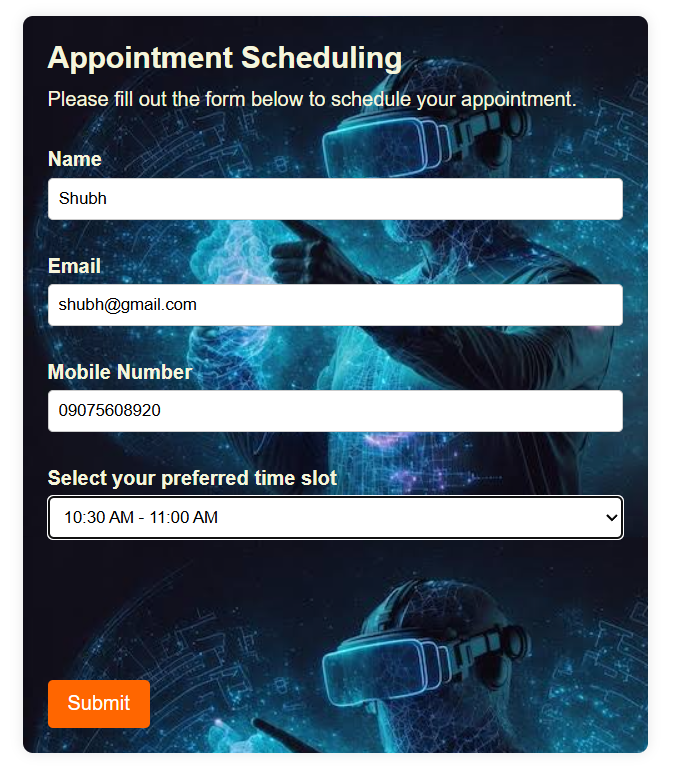 Appointment Scheduling
Please fill out the form below to schedule your appointment.
Name
Shubh
Email
shubh@gmail.com
Mobile Number
09075608920
Select your preferred time slot
10:30 AM - 11:00 AM
Submit